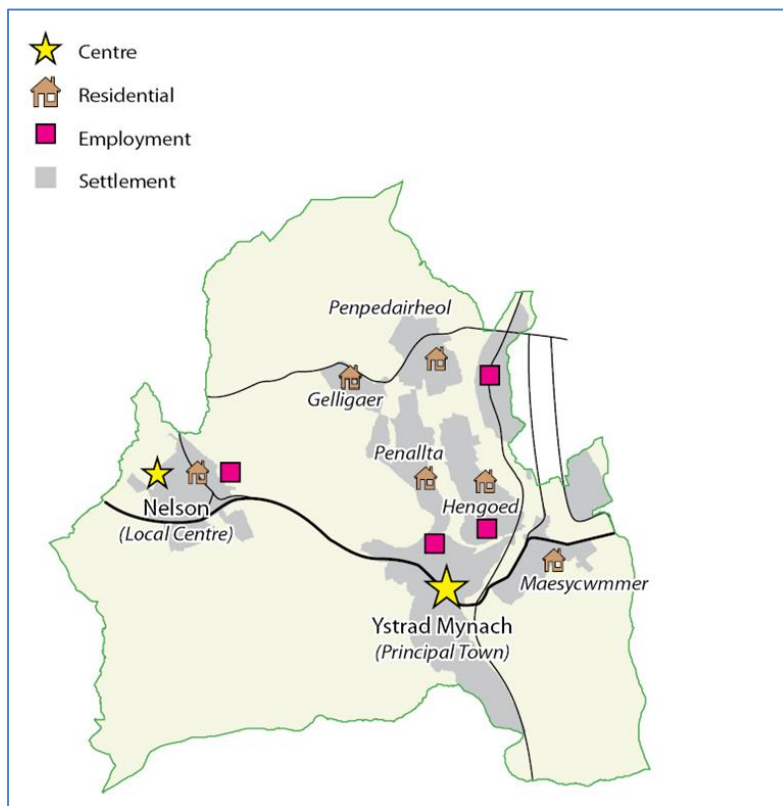 Centre
Residential
Employment
Settlement
Penpedairheol
Gelligaer
Penallta
Hengoed
Nelson
(Local Centre)
Maesycwmmer
Ystrad Mynach
(Principal Town)